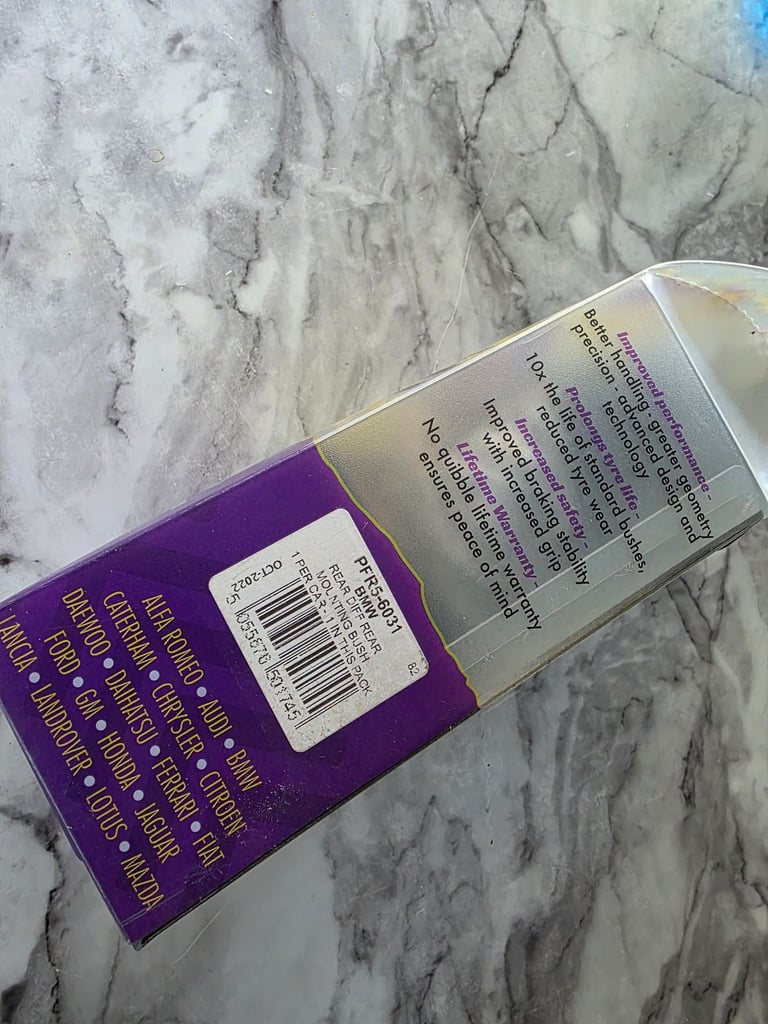 Improved performance -
Better handling - greater geometry
precision - advanced design and
technology
Prolongs tyre life -
10x the life of standard bushes,
reduced tyre wear
Increased safety -
Improved braking stability
with increased grip
Lifetime Warranty -
No quibble lifetime warranty
ensures peace of mind
PFR5-6031
BMW
82
REAR DIFF REAR
MOUNTING BUSH
1 PER CAR - 1 IN THIS PACK
OCT-2022
5 055876 501745
ALFA ROMEO • AUDI • BMW
CATERHAM • CHRYSLER • CITROEN
DAEWOO • DAIHATSU • FERRARI • FIAT
FORD • GM • HONDA • JAGUAR
LANCIA • LANDROVER • LOTUS • MAZDA